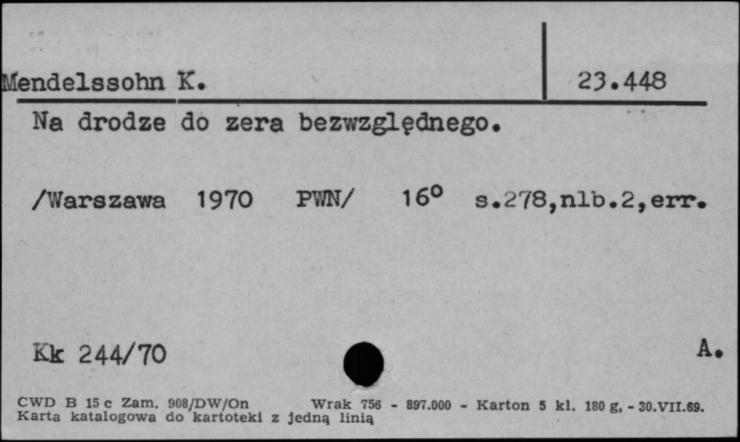 Mendelssohn K. 23.448
Na drodze do zera bezwzględnego.
/Warszawa 1970 PWN/ 16° s.278,nlb.2,err.
Kk 244/70 A.
CWD B 15 c Zam. 908/DW/On Wrak 756 - 897.000 - Karton 5 kl. 180 g, - 30.VII.69.
Karta katalogowa do kartoteki z jedną linią